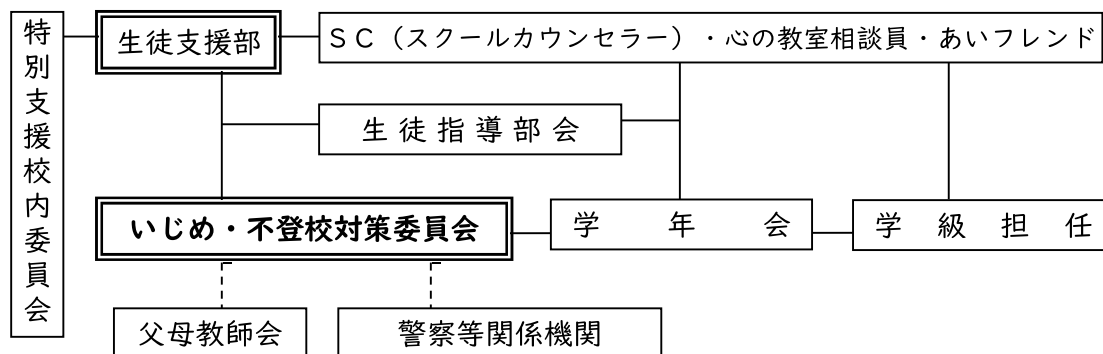 特別支援校内委員会
生徒支援部
ＳＣ（スクールカウンセラー）・心の教室相談員・あいフレンド
生徒指導部会
いじめ・不登校対策委員会
学年会
学級担任
父母教師会
警察等関係機関